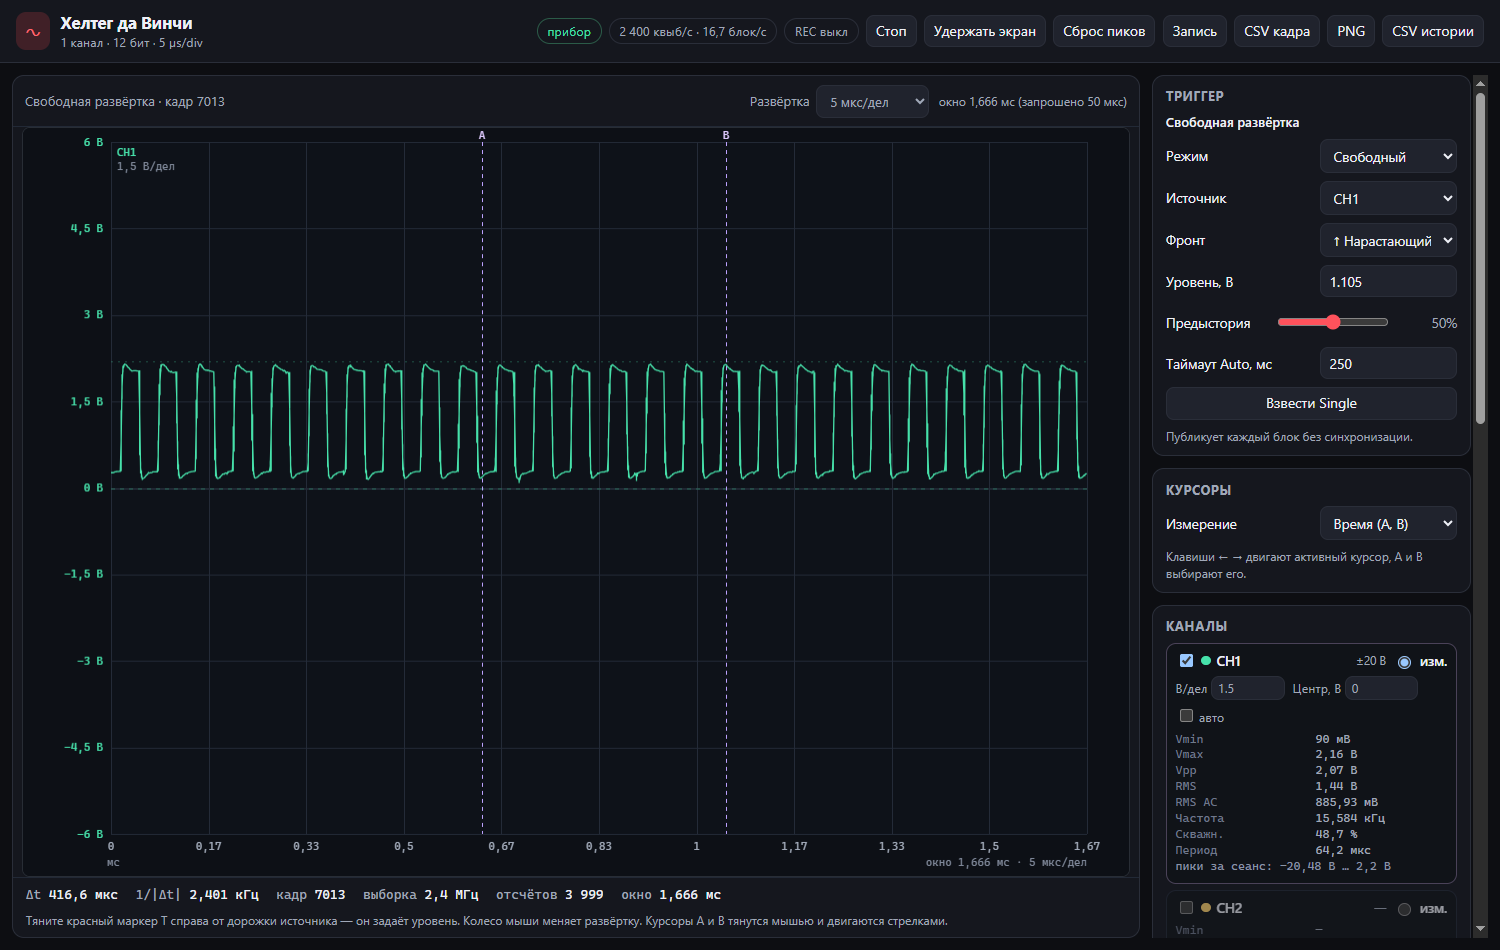 Хелтег да Винчи
1 канал · 12 бит · 5 µs/div
прибор
2 400 квыб/с · 16,7 блок/с
REC выкл
Стоп
Удержать экран
Сброс пиков
Запись
CSV кадра
PNG
CSV истории
Свободная развёртка · кадр 7013
Развёртка
5 мкс/дел
окно 1,666 мс (запрошено 50 мкс)
A
B
CH1
1,5 В/дел
6 В
4,5 В
3 В
1,5 В
0 В
−1,5 В
−3 В
−4,5 В
−6 В
0 0,17 0,33 0,5 0,67 0,83 1 1,17 1,33 1,5 1,67
мс
окно 1,666 мс · 5 мкс/дел
Δt 416,6 мкс 1/|Δt| 2,401 кГц кадр 7013 выборка 2,4 МГц отсчётов 3 999 окно 1,666 мс
Тяните красный маркер T справа от дорожки источника — он задаёт уровень. Колесо мыши меняет развёртку. Курсоры A и B тянутся мышью и двигаются стрелками.
ТРИГГЕР
Свободная развёртка
Режим Свободный
Источник CH1
Фронт ↑ Нарастающий
Уровень, В 1.105
Предыстория 50%
Таймаут Auto, мс 250
Взвести Single
Публикует каждый блок без синхронизации.
КУРСОРЫ
Измерение Время (A, B)
Клавиши ← → двигают активный курсор, A и B
выбирают его.
КАНАЛЫ
CH1 ±20 В изм.
В/дел 1.5 Центр, В 0
авто
Vmin 90 мВ
Vmax 2,16 В
Vpp 2,07 В
RMS 1,44 В
RMS AC 885,93 мВ
Частота 15,584 кГц
Скважн. 48,7 %
Период 64,2 мкс
пики за сеанс: −20,48 В … 2,2 В
CH2 — изм.
Vmin —